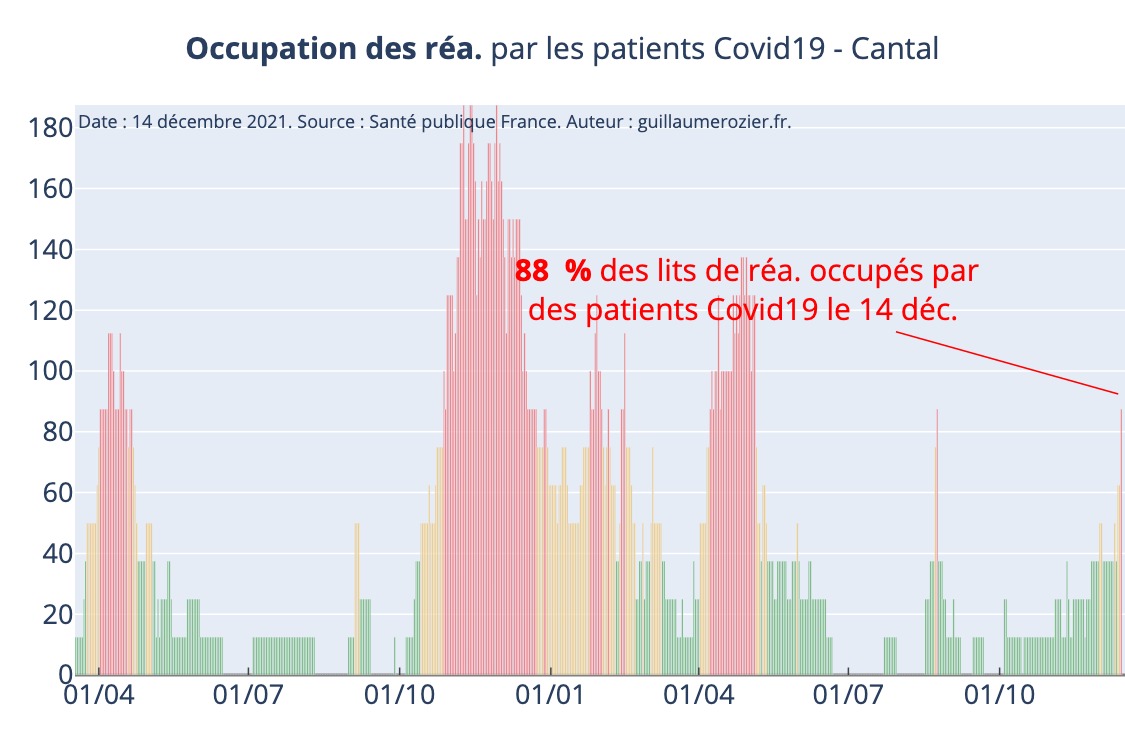 Occupation des réa. par les patients Covid19 - Cantal
Date : 14 décembre 2021. Source : Santé publique France. Auteur : guillaumerozier.fr.
180
160
140
120
100
80
60
40
20
0
88 % des lits de réa. occupés par
des patients Covid19 le 14 déc.
01/04 01/07 01/10 01/01 01/04 01/07 01/10